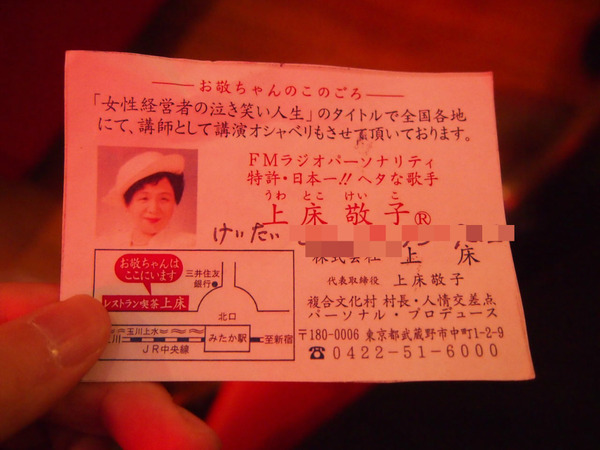 お敬ちゃんのこのごろ
「女性経営者の泣き笑い人生」のタイトルで全国各地
にて、講師として講演オシャベリもさせて頂いております。
FMラジオパーソナリティ
特許・日本一!! ヘタな歌手
うわ とこ けい こ
上床敬子®
けいたい
株式会社 上 床
代表取締役 上床敬子
複合文化村 村長・人情交差点
パーソナル・プロデュース
〒180-0006 東京都武蔵野市中町1-2-9
☎0422-51-6000
お敬ちゃんは
ここにいます
レストラン喫茶上床
三井住友
銀行
北口
玉川上水
川
JR中央線
みたか駅
至新宿